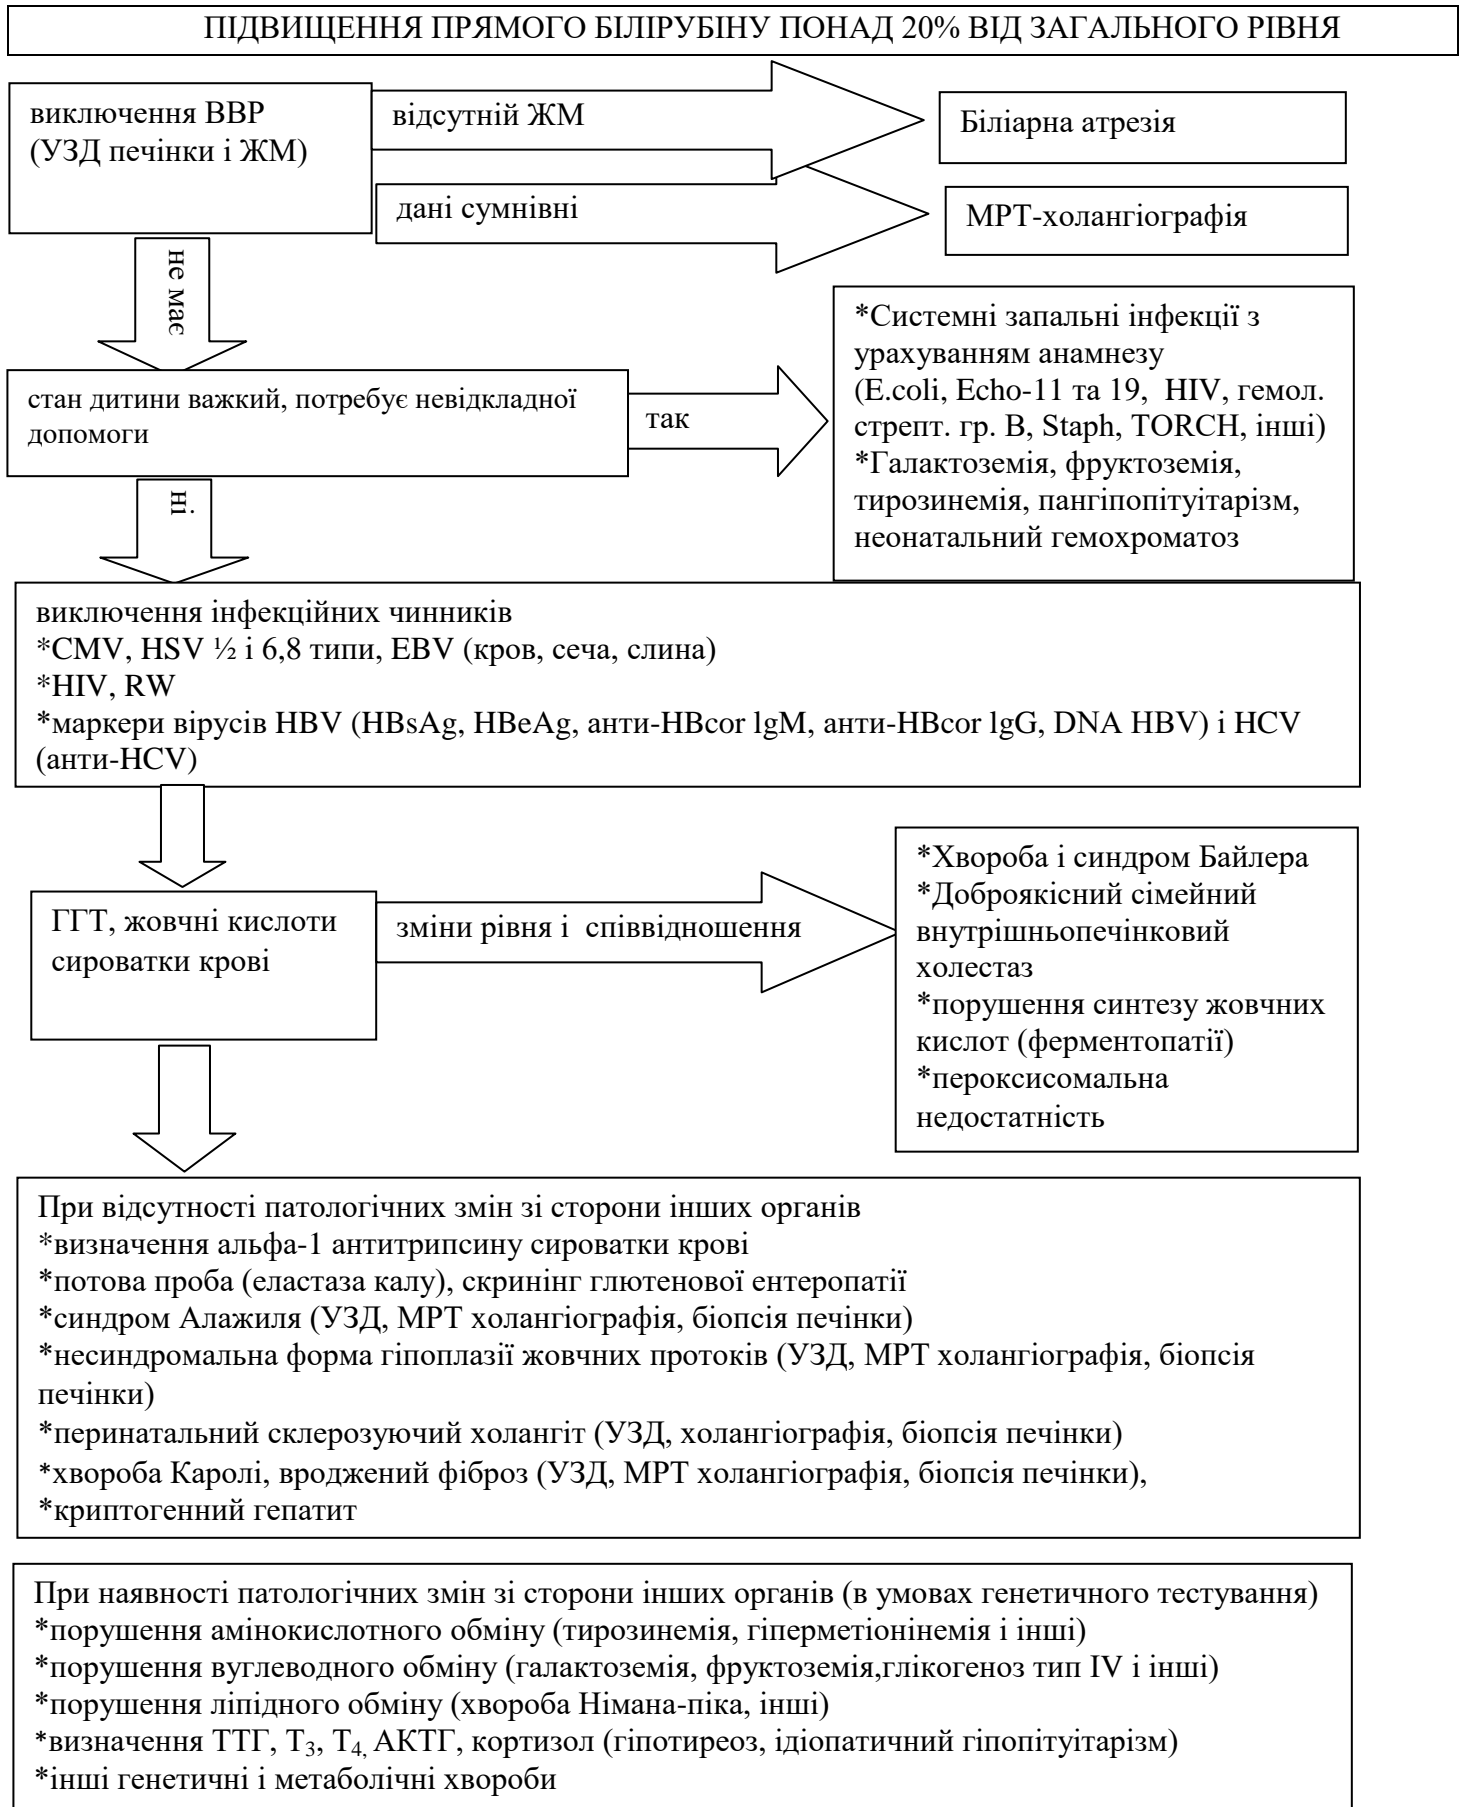 ПІДВИЩЕННЯ ПРЯМОГО БІЛІРУБІНУ ПОНАД 20% ВІД ЗАГАЛЬНОГО РІВНЯ
виключення ВВР
(УЗД печінки і ЖМ)
відсутній ЖМ
Біліарна атрезія
дані сумнівні
МРТ-холангіографія
не має
стан дитини важкий, потребує невідкладної
допомоги
так
*Системні запальні інфекції з
урахуванням анамнезу
(E.coli, Echo-11 та 19, HIV, гемол.
стрепт. гр. В, Staph, TORCH, інші)
*Галактоземія, фруктоземія,
тирозинемія, пангіпопітуітарізм,
неонатальний гемохроматоз
ні.
виключення інфекційних чинників
*CMV, HSV ½ і 6,8 типи, EBV (кров, сеча, слина)
*HIV, RW
*маркери вірусів HBV (HBsAg, HBeAg, анти-HBcor lgM, анти-HBcor lgG, DNA HBV) і HCV
(анти-HCV)
ГГТ, жовчні кислоти
сироватки крові
зміни рівня і співвідношення
*Хвороба і синдром Байлера
*Доброякісний сімейний
внутрішньопечінковий
холестаз
*порушення синтезу жовчних
кислот (ферментопатії)
*пероксисомальна
недостатність
При відсутності патологічних змін зі сторони інших органів
*визначення альфа-1 антитрипсину сироватки крові
*потова проба (еластаза калу), скринінг глютенової ентеропатії
*синдром Алажиля (УЗД, МРТ холангіографія, біопсія печінки)
*несиндромальна форма гіпоплазії жовчних протоків (УЗД, МРТ холангіографія, біопсія
печінки)
*перинатальний склерозуючий холангіт (УЗД, холангіографія, біопсія печінки)
*хвороба Каролі, вроджений фіброз (УЗД, МРТ холангіографія, біопсія печінки),
*криптогенний гепатит
При наявності патологічних змін зі сторони інших органів (в умовах генетичного тестування)
*порушення амінокислотного обміну (тирозинемія, гіперметіонінемія і інші)
*порушення вуглеводного обміну (галактоземія, фруктоземія,глікогеноз тип IV і інші)
*порушення ліпідного обміну (хвороба Німана-піка, інші)
*визначення ТТГ, Т₃, Т₄, АКТГ, кортизол (гіпотиреоз, ідіопатичний гіпопітуітарізм)
*інші генетичні і метаболічні хвороби